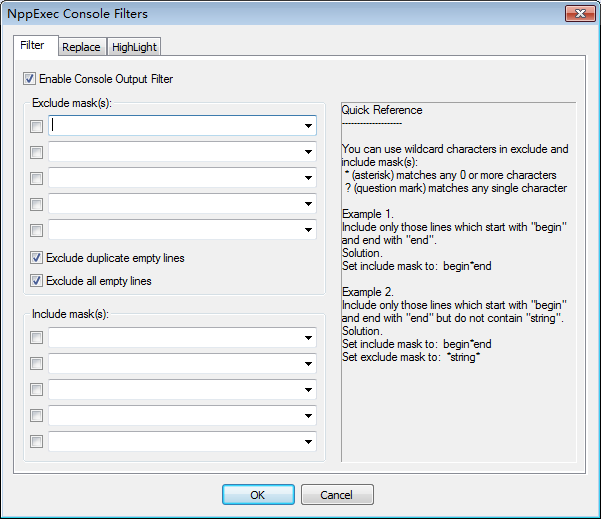 NppExec Console Filters
Filter
Replace
HighLight
Enable Console Output Filter
Exclude mask(s):
Exclude duplicate empty lines
Exclude all empty lines
Include mask(s):
Quick Reference
--------------------
You can use wildcard characters in exclude and
include mask(s):
* (asterisk) matches any 0 or more characters
? (question mark) matches any single character
Example 1.
Include only those lines which start with "begin"
and end with "end".
Solution.
Set include mask to: begin*end
Example 2.
Include only those lines which start with "begin"
and end with "end" but do not contain "string".
Solution.
Set include mask to: begin*end
Set exclude mask to: *string*
OK
Cancel